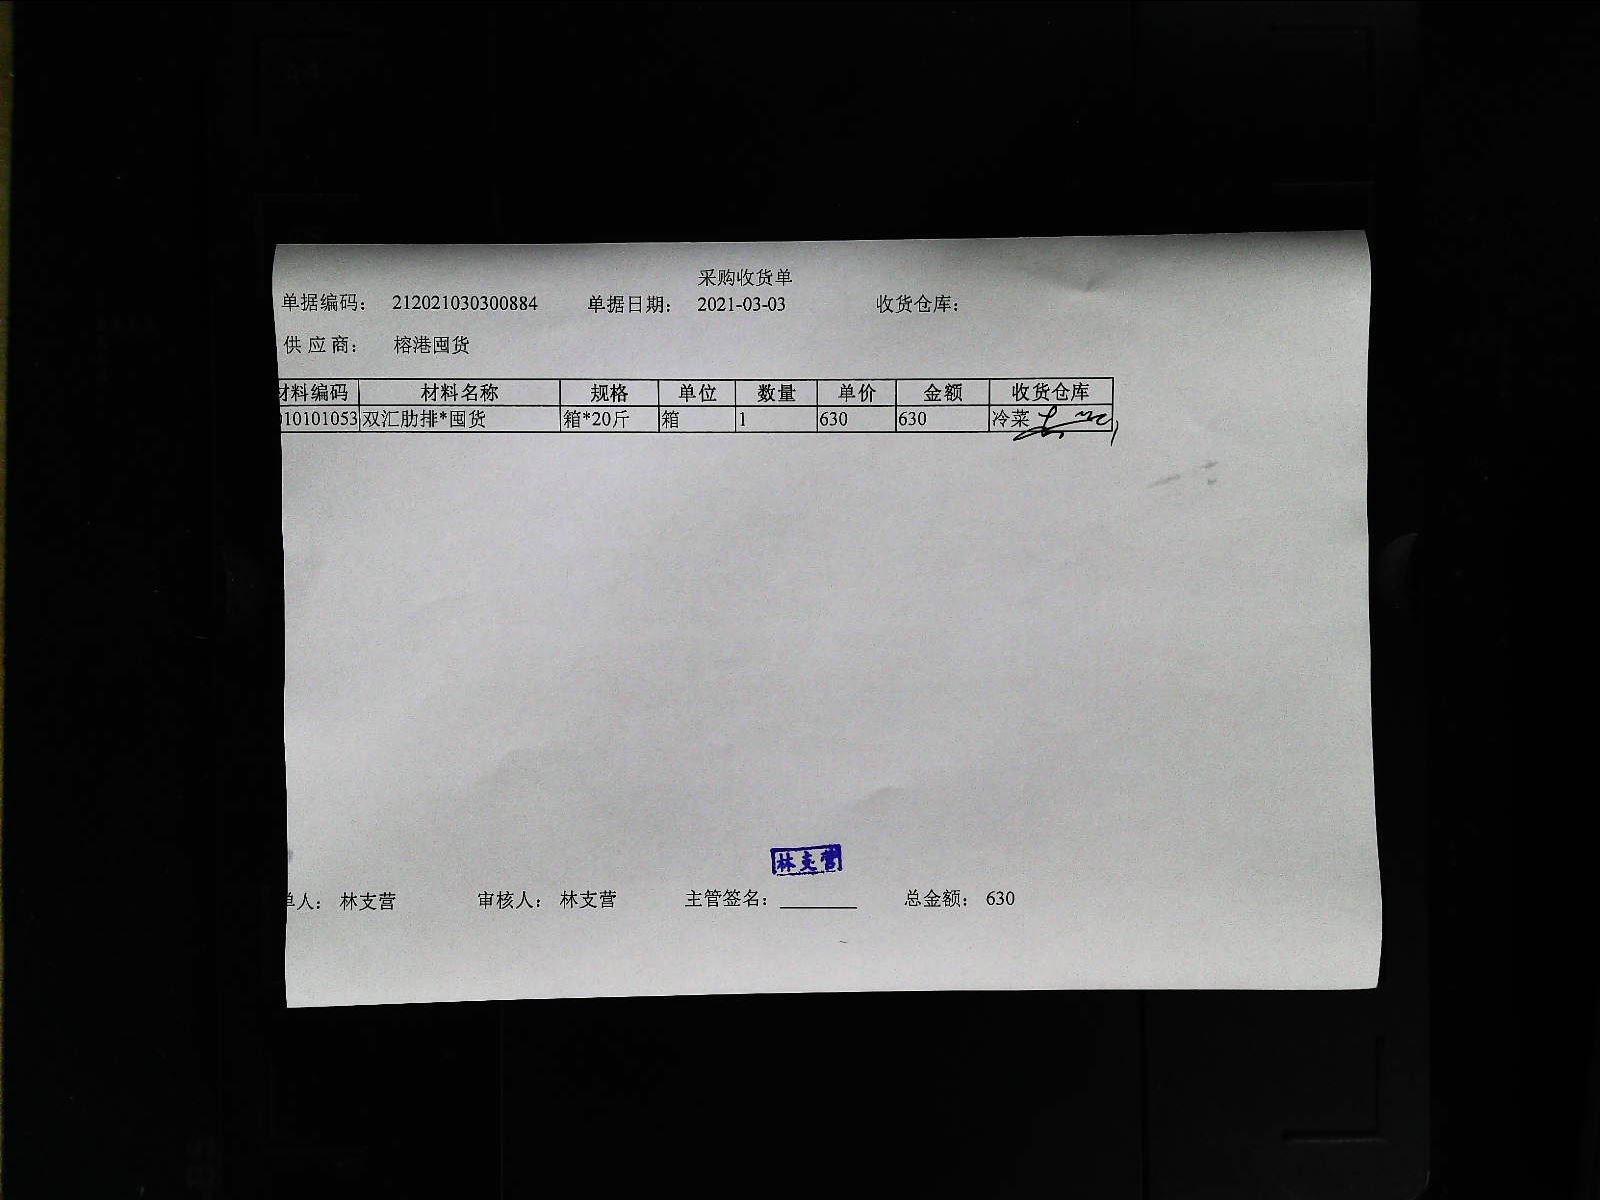 采购收货单
单据编码: 212021030300884 单据日期: 2021-03-03 收货仓库:
供应商: 榕港囤货
材料编码 材料名称 规格 单位 数量 单价 金额 收货仓库
10101053 双汇肋排*囤货 箱*20斤 箱 1 630 630 冷菜
林支营
单人: 林支营 审核人: 林支营 主管签名: 总金额: 630